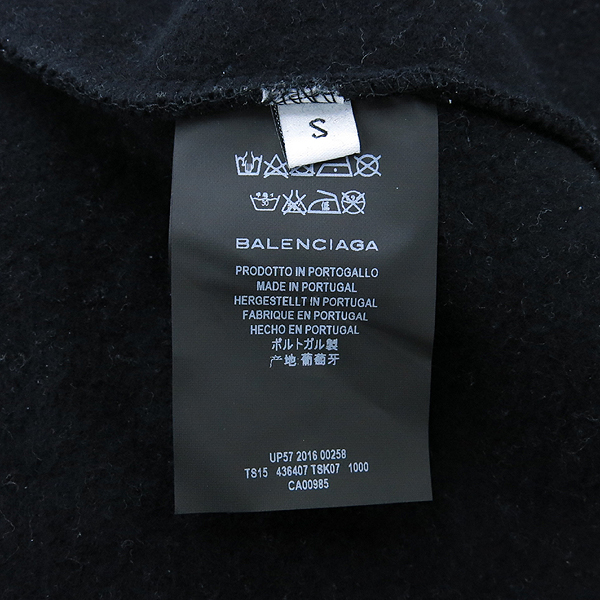 S
BALENCIAGA
PRODOTTO IN PORTOGALLO
MADE IN PORTUGAL
HERGESTELLT IN PORTUGAL
FABRIQUE EN PORTUGAL
HECHO EN PORTUGAL
ポルトガル製
产地:葡萄牙
UP57 2016 00258
TS15 436407 TSK07 1000
CA00985